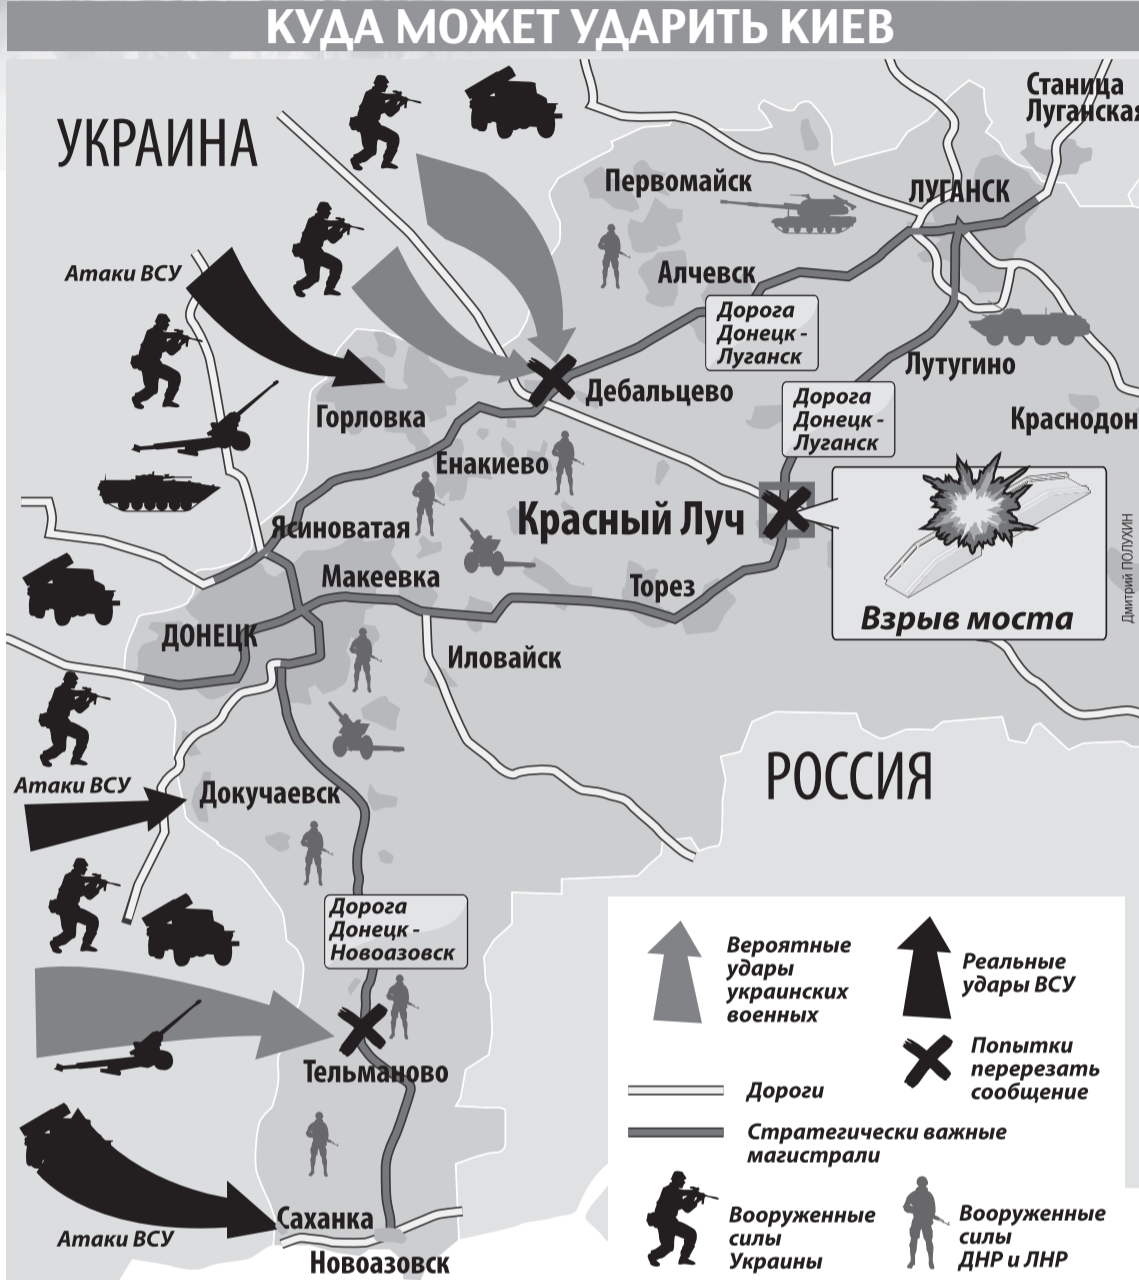 КУДА МОЖЕТ УДАРИТЬ КИЕВ
УКРАИНА
Станица
Луганская
Первомайск
ЛУГАНСК
Атаки ВСУ
Алчевск
Дорога
Донецк -
Луганск
Лутугино
Дебальцево
Дорога
Донецк -
Луганск
Горловка
Краснодон
Енакиево
Красный Луч
Ясиноватая
Макеевка
Торез
Взрыв моста
Дмитрий ПОЛУХИН
ДОНЕЦК
Иловайск
РОССИЯ
Атаки ВСУ
Докучаевск
Дорога
Донецк -
Новоазовск
Тельманово
Атаки ВСУ
Саханка
Новоазовск
Вероятные
удары
украинских
военных
Реальные
удары ВСУ
Попытки
перерезать
сообщение
Дороги
Стратегически важные
магистрали
Вооруженные
силы
Украины
Вооруженные
силы
ДНР и ЛНР